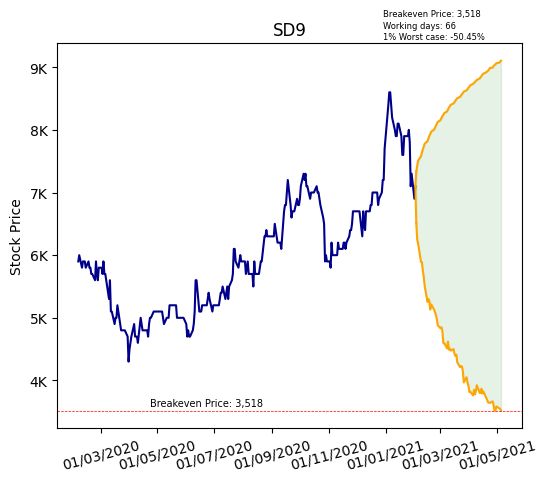 Breakeven Price: 3,518
Working days: 66
1% Worst case: -50.45%
SD9
9K
8K
7K
6K
5K
4K
Stock Price
Breakeven Price: 3,518
01/03/2020
01/05/2020
01/07/2020
01/09/2020
01/11/2020
01/01/2021
01/03/2021
01/05/2021